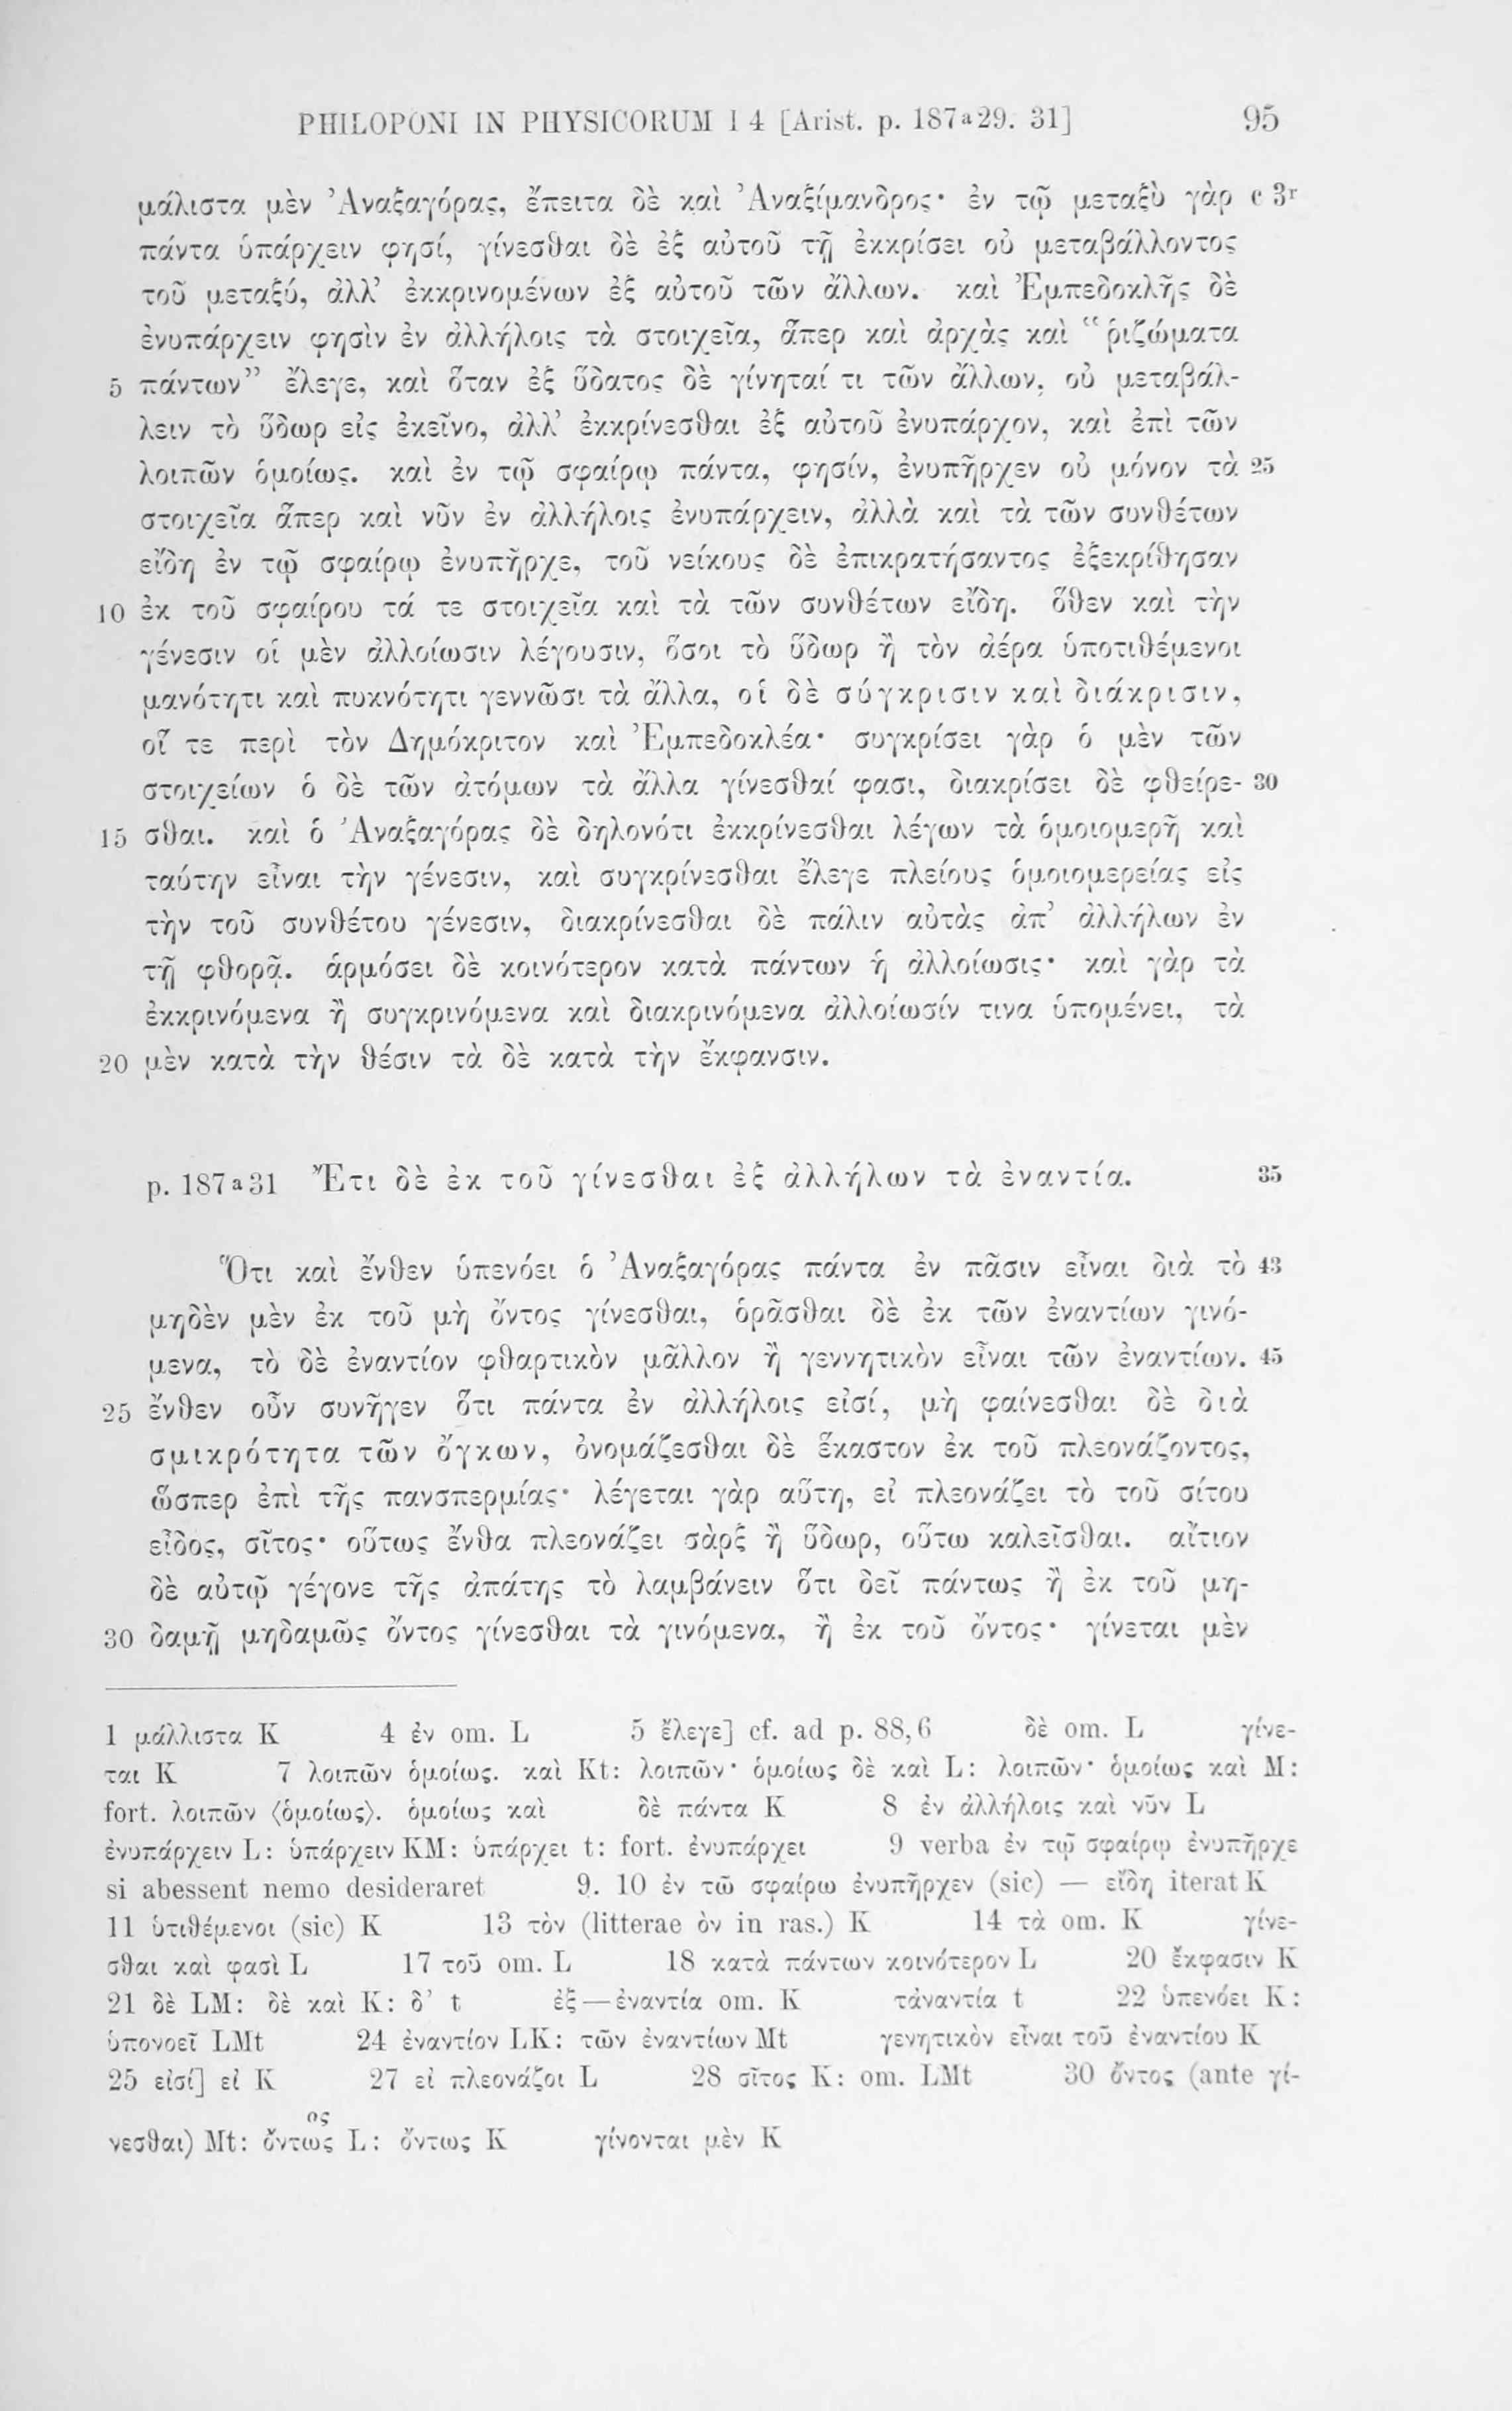 PHILOPONI IN PHYSICORUM I 4 [Arist. p. 187a29. 31] 95
μάλιστα μὲν Ἀναξαγόρας, ἔπειτα δὲ καὶ Ἀναξίμανδρος· ἐν τῷ μεταξὺ γὰρ c 3r
πάντα ὑπάρχειν φησί, γίνεσθαι δὲ ἐξ αὐτοῦ τῇ ἐκκρίσει οὐ μεταβάλλοντος
τοῦ μεταξύ, ἀλλ’ ἐκκρινομένων ἐξ αὐτοῦ τῶν ἄλλων. καὶ Ἐμπεδοκλῆς δὲ
ἐνυπάρχειν φησὶν ἐν ἀλλήλοις τὰ στοιχεῖα, ἅπερ καὶ ἀρχὰς καὶ “ῥιζώματα
5 πάντων” ἔλεγε, καὶ ὅταν ἐξ ὕδατος δὲ γίνηταί τι τῶν ἄλλων, οὐ μεταβάλ-
λειν τὸ ὕδωρ εἰς ἐκεῖνο, ἀλλ’ ἐκκρίνεσθαι ἐξ αὐτοῦ ἐνυπάρχον, καὶ ἐπὶ τῶν
λοιπῶν ὁμοίως. καὶ ἐν τῷ σφαίρῳ πάντα, φησίν, ἐνυπῆρχεν οὐ μόνον τὰ 25
στοιχεῖα ἅπερ καὶ νῦν ἐν ἀλλήλοις ἐνυπάρχειν, ἀλλὰ καὶ τὰ τῶν συνθέτων
εἴδη ἐν τῷ σφαίρῳ ἐνυπῆρχε, τοῦ νείκους δὲ ἐπικρατήσαντος ἐξεκρίθησαν
10 ἐκ τοῦ σφαίρου τά τε στοιχεῖα καὶ τὰ τῶν συνθέτων εἴδη. ὅθεν καὶ τὴν
γένεσιν οἱ μὲν ἀλλοίωσιν λέγουσιν, ὅσοι τὸ ὕδωρ ἢ τὸν ἀέρα ὑποτιθέμενοι
μανότητι καὶ πυκνότητι γεννῶσι τὰ ἄλλα, οἱ δὲ σύγκρισιν καὶ διάκρισιν,
οἵ τε περὶ τὸν Δημόκριτον καὶ Ἐμπεδοκλέα· συγκρίσει γὰρ ὁ μὲν τῶν
στοιχείων ὁ δὲ τῶν ἀτόμων τὰ ἄλλα γίνεσθαί φασι, διακρίσει δὲ φθείρε- 30
15 σθαι. καὶ ὁ Ἀναξαγόρας δὲ δηλονότι ἐκκρίνεσθαι λέγων τὰ ὁμοιομερῆ καὶ
ταύτην εἶναι τὴν γένεσιν, καὶ συγκρίνεσθαι ἔλεγε πλείους ὁμοιομερείας εἰς
τὴν τοῦ συνθέτου γένεσιν, διακρίνεσθαι δὲ πάλιν αὐτὰς ἀπ’ ἀλλήλων ἐν
τῇ φθορᾷ. ἁρμόσει δὲ κοινότερον κατὰ πάντων ἡ ἀλλοίωσις· καὶ γὰρ τὰ
ἐκκρινόμενα ἢ συγκρινόμενα καὶ διακρινόμενα ἀλλοίωσίν τινα ὑπομένει, τὰ
20 μὲν κατὰ τὴν θέσιν τὰ δὲ κατὰ τὴν ἔκφανσιν.
p. 187a31 Ἔτι δὲ ἐκ τοῦ γίνεσθαι ἐξ ἀλλήλων τὰ ἐναντία. 35
Ὅτι καὶ ἔνθεν ὑπενόει ὁ Ἀναξαγόρας πάντα ἐν πᾶσιν εἶναι διὰ τὸ 43
μηδὲν μὲν ἐκ τοῦ μὴ ὄντος γίνεσθαι, ὁρᾶσθαι δὲ ἐκ τῶν ἐναντίων γινό-
μενα, τὸ δὲ ἐναντίον φθαρτικὸν μᾶλλον ἢ γεννητικὸν εἶναι τῶν ἐναντίων. 45
25 ἔνθεν οὖν συνῆγεν ὅτι πάντα ἐν ἀλλήλοις εἰσί, μὴ φαίνεσθαι δὲ διὰ
σμικρότητα τῶν ὄγκων, ὀνομάζεσθαι δὲ ἕκαστον ἐκ τοῦ πλεονάζοντος,
ὥσπερ ἐπὶ τῆς πανσπερμίας· λέγεται γὰρ αὕτη, εἰ πλεονάζει τὸ τοῦ σίτου
εἶδος, σῖτος· οὕτως ἔνθα πλεονάζει σὰρξ ἢ ὕδωρ, οὕτω καλεῖσθαι. αἴτιον
δὲ αὐτῷ γέγονε τῆς ἀπάτης τὸ λαμβάνειν ὅτι δεῖ πάντως ἢ ἐκ τοῦ μη-
30 δαμῇ μηδαμῶς ὄντος γίνεσθαι τὰ γινόμενα, ἢ ἐκ τοῦ ὄντος· γίνεται μὲν
1 μάλλιστα K 4 ἐν om. L 5 ἔλεγε] cf. ad p. 88,6 δὲ om. L γίνε-
ται K 7 λοιπῶν ὁμοίως. καὶ Kt: λοιπῶν· ὁμοίως δὲ καὶ L: λοιπῶν· ὁμοίως καὶ M:
fort. λοιπῶν ⟨ὁμοίως⟩. ὁμοίως καὶ δὲ πάντα K 8 ἐν ἀλλήλοις καὶ νῦν L
ἐνυπάρχειν L: ὑπάρχειν KM: ὑπάρχει t: fort. ἐνυπάρχει 9 verba ἐν τῷ σφαίρῳ ἐνυπῆρχε
si abessent nemo desideraret 9. 10 ἐν τῶ σφαίρω ἐνυπῆρχεν (sic) — εἴδη iterat K
11 ὑτιθέμενοι (sic) K 13 τὸν (litterae ὸν in ras.) K 14 τὰ om. K γίνε-
σθαι καὶ φασὶ L 17 τοῦ om. L 18 κατὰ πάντων κοινότερον L 20 ἔκφασιν K
21 δὲ LM: δὲ καὶ K: δ’ t ἐξ — ἐναντία om. K τἀναντία t 22 ὑπενόει K:
ὑπονοεῖ LMt 24 ἐναντίον LK: τῶν ἐναντίων Mt γενητικὸν εἶναι τοῦ ἐναντίου K
25 εἰσί] εἰ K 27 εἰ πλεονάζοι L 28 σῖτος K: om. LMt 30 ὄντος (ante γί-
ος
νεσθαι) Mt: ὄντως L: ὄντως K γίνονται μὲν K